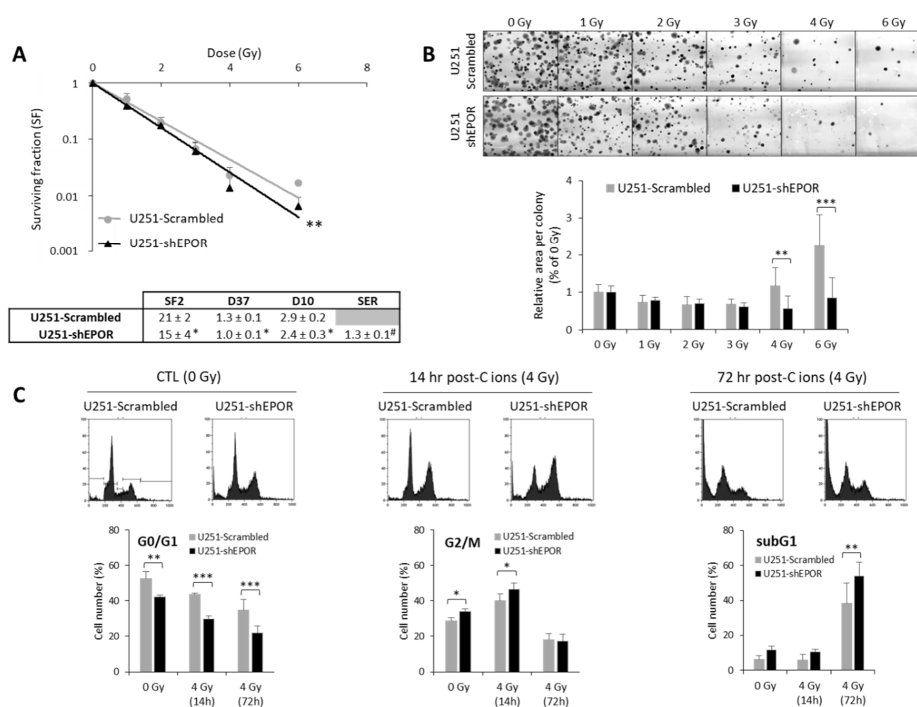 A
Dose (Gy)
0 2 4 6 8
1
0.1
0.01
0.001
Surviving fraction (SF)
U251-Scrambled
U251-shEPOR
**
SF2 D37 D10 SER
U251-Scrambled 21 ± 2 1.3 ± 0.1 2.9 ± 0.2
U251-shEPOR 15 ± 4* 1.0 ± 0.1* 2.4 ± 0.3* 1.3 ± 0.1#
B
0 Gy 1 Gy 2 Gy 3 Gy 4 Gy 6 Gy
U251
Scrambled
U251
shEPOR
Relative area per colony
(% of 0 Gy)
4
3
2
1
0
U251-Scrambled U251-shEPOR
** ***
0 Gy 1 Gy 2 Gy 3 Gy 4 Gy 6 Gy
C
CTL (0 Gy)
U251-Scrambled U251-shEPOR
14 hr post-C ions (4 Gy)
U251-Scrambled U251-shEPOR
72 hr post-C ions (4 Gy)
U251-Scrambled U251-shEPOR
G0/G1
U251-Scrambled
U251-shEPOR
Cell number (%)
80
60
40
20
0
** *** ***
0 Gy 4 Gy 4 Gy
(14h) (72h)
G2/M
U251-Scrambled
U251-shEPOR
Cell number (%)
80
60
40
20
0
* *
0 Gy 4 Gy 4 Gy
(14h) (72h)
subG1
U251-Scrambled
U251-shEPOR
Cell number (%)
80
60
40
20
0
**
0 Gy 4 Gy 4 Gy
(14h) (72h)